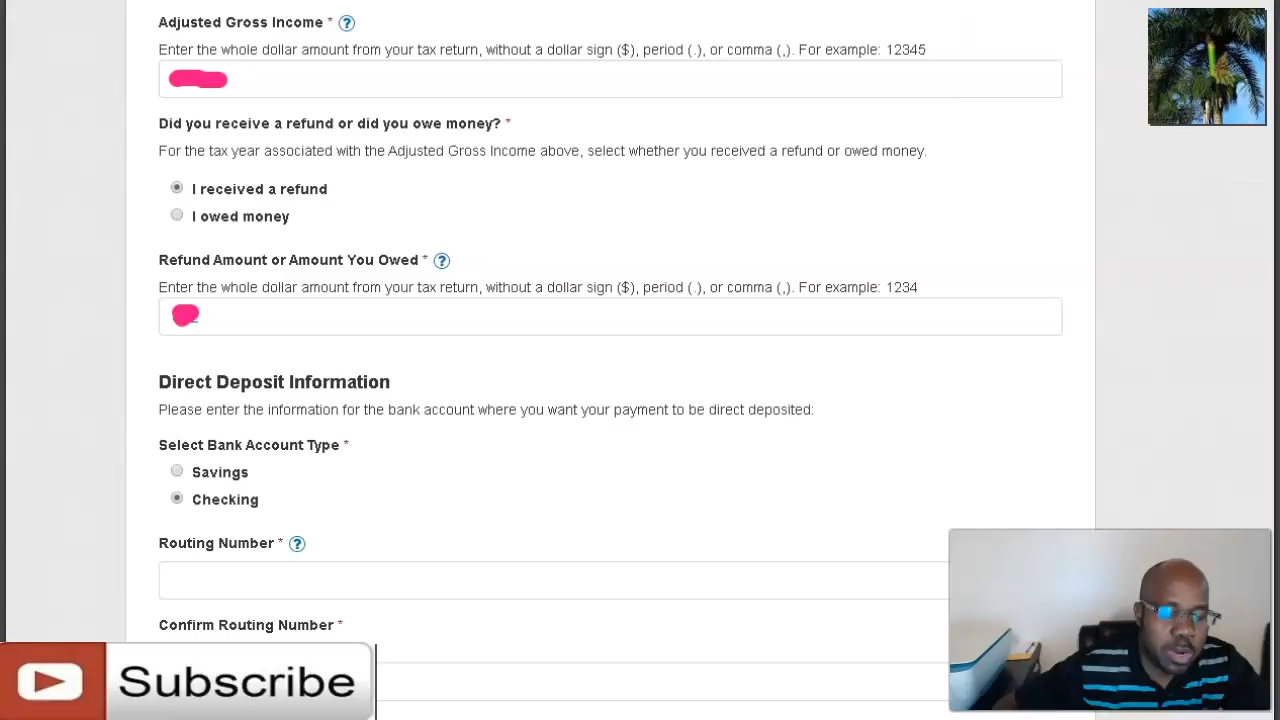 Adjusted Gross Income * ?
Enter the whole dollar amount from your tax return, without a dollar sign ($), period (.), or comma (,). For example: 12345
Did you receive a refund or did you owe money? *
For the tax year associated with the Adjusted Gross Income above, select whether you received a refund or owed money.
I received a refund
I owed money
Refund Amount or Amount You Owed * ?
Enter the whole dollar amount from your tax return, without a dollar sign ($), period (.), or comma (,). For example: 1234
Direct Deposit Information
Please enter the information for the bank account where you want your payment to be direct deposited:
Select Bank Account Type *
Savings
Checking
Routing Number * ?
Confirm Routing Number *
Subscribe